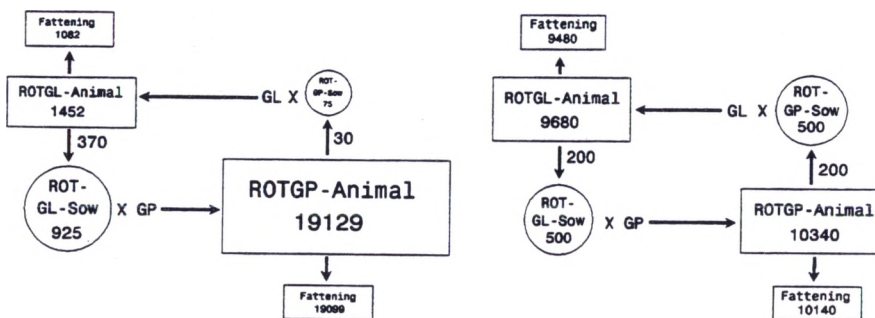 Fattening
1082
ROTGL-Animal
1452
GL X
ROT-
GP-Sow
75
370
30
ROT-
GL-Sow
925
X GP
ROTGP-Animal
19129
Fattening
19099
Fattening
9480
ROTGL-Animal
9680
GL X
ROT-
GP-Sow
500
200
200
ROT-
GL-Sow
500
X GP
ROTGP-Animal
10340
Fattening
10140